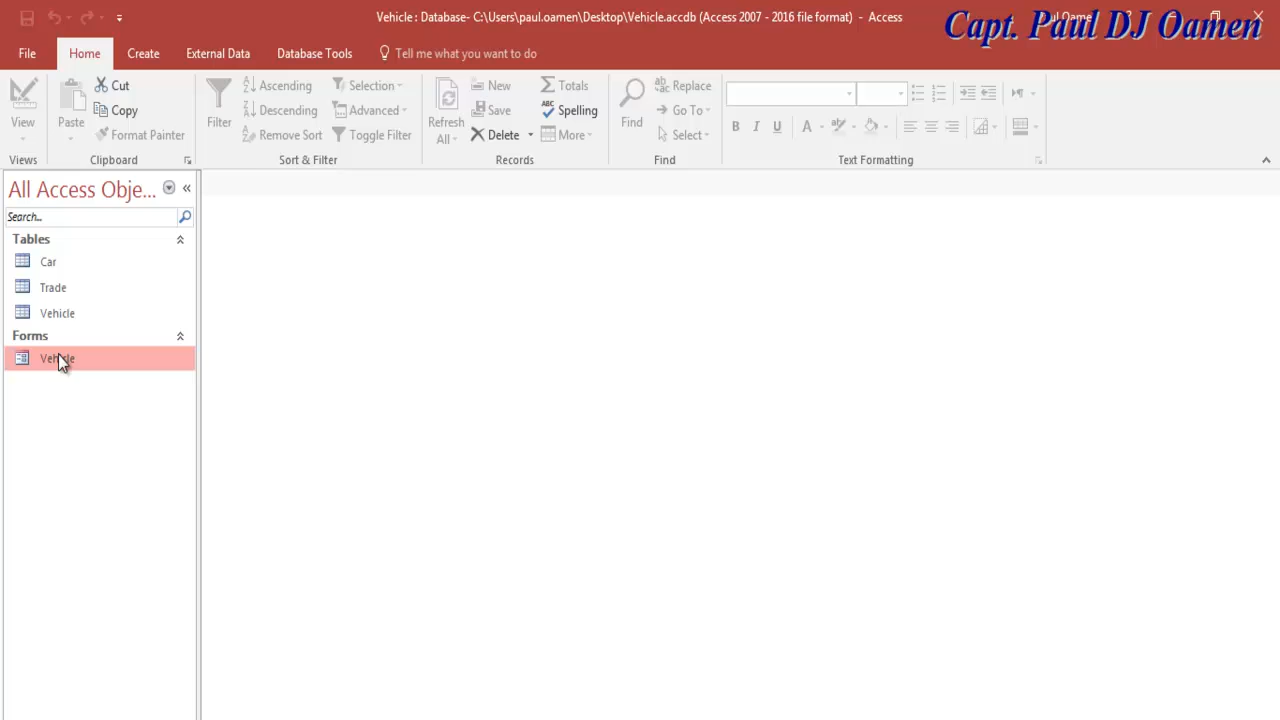 Vehicle : Database- C:\Users\paul.oamen\Desktop\Vehicle.accdb (Access 2007 - 2016 file format) - Access
Capt. Paul DJ Oamen
File Home Create External Data Database Tools Tell me what you want to do
View
Views
Paste
Cut
Copy
Format Painter
Clipboard
Filter
Ascending
Descending
Remove Sort
Selection
Advanced
Toggle Filter
Sort & Filter
Refresh
All
New
Save
Delete
Totals
Spelling
More
Records
Find
Replace
Go To
Select
Find
B I U A
Text Formatting
All Access Obje...
Search...
Tables
Car
Trade
Vehicle
Forms
Vehicle